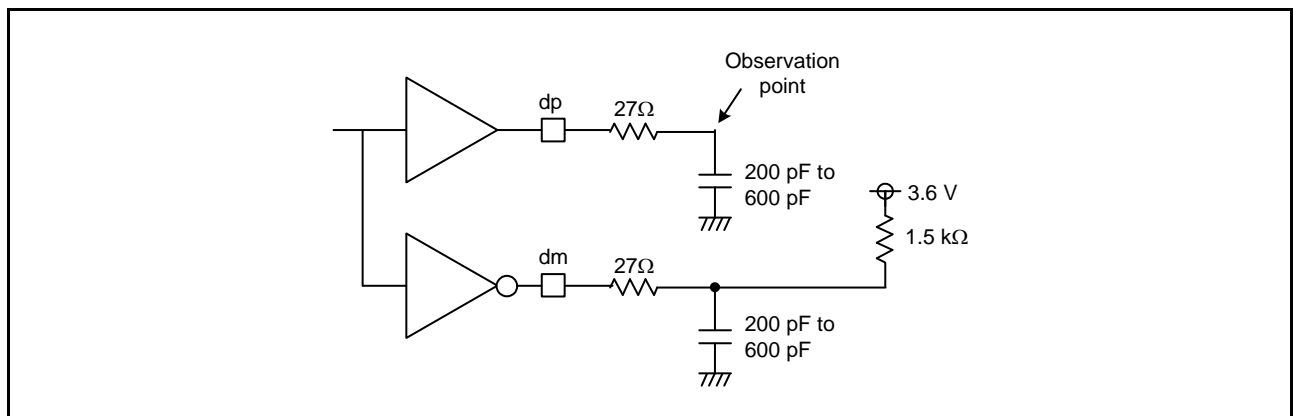 Observation
point
dp
27Ω
200 pF to
600 pF
3.6 V
1.5 kΩ
dm
27Ω
200 pF to
600 pF